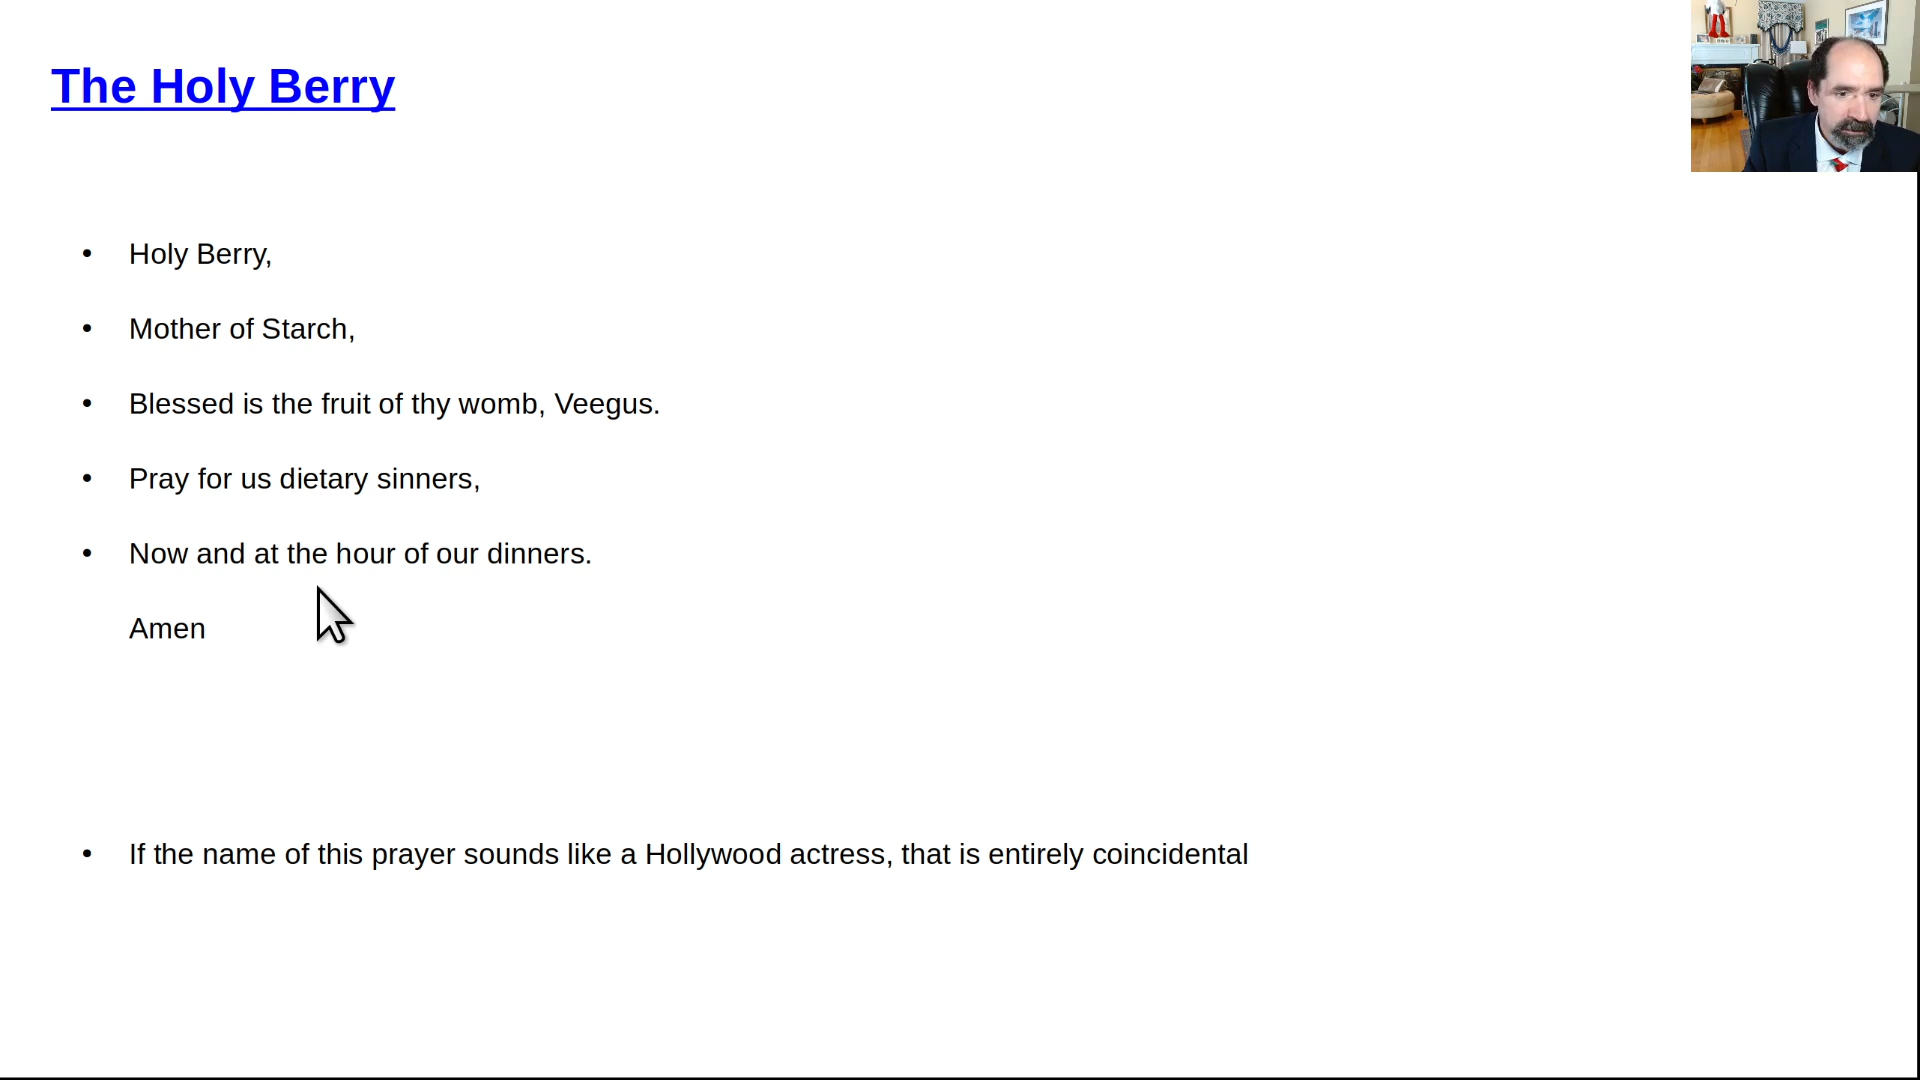 The Holy Berry
• Holy Berry,
• Mother of Starch,
• Blessed is the fruit of thy womb, Veegus.
• Pray for us dietary sinners,
• Now and at the hour of our dinners.
Amen
• If the name of this prayer sounds like a Hollywood actress, that is entirely coincidental